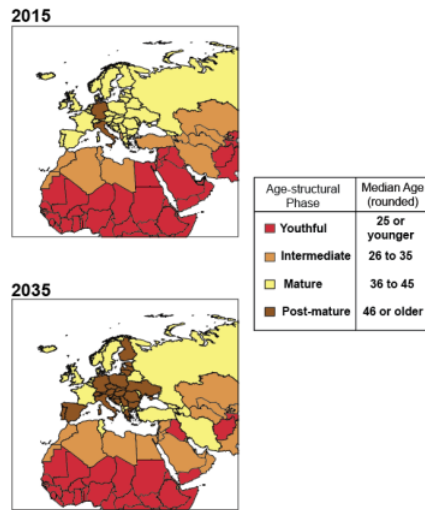 2015
Age-structural Phase
Median Age (rounded)
Youthful
25 or younger
Intermediate
26 to 35
Mature
36 to 45
Post-mature
46 or older
2035